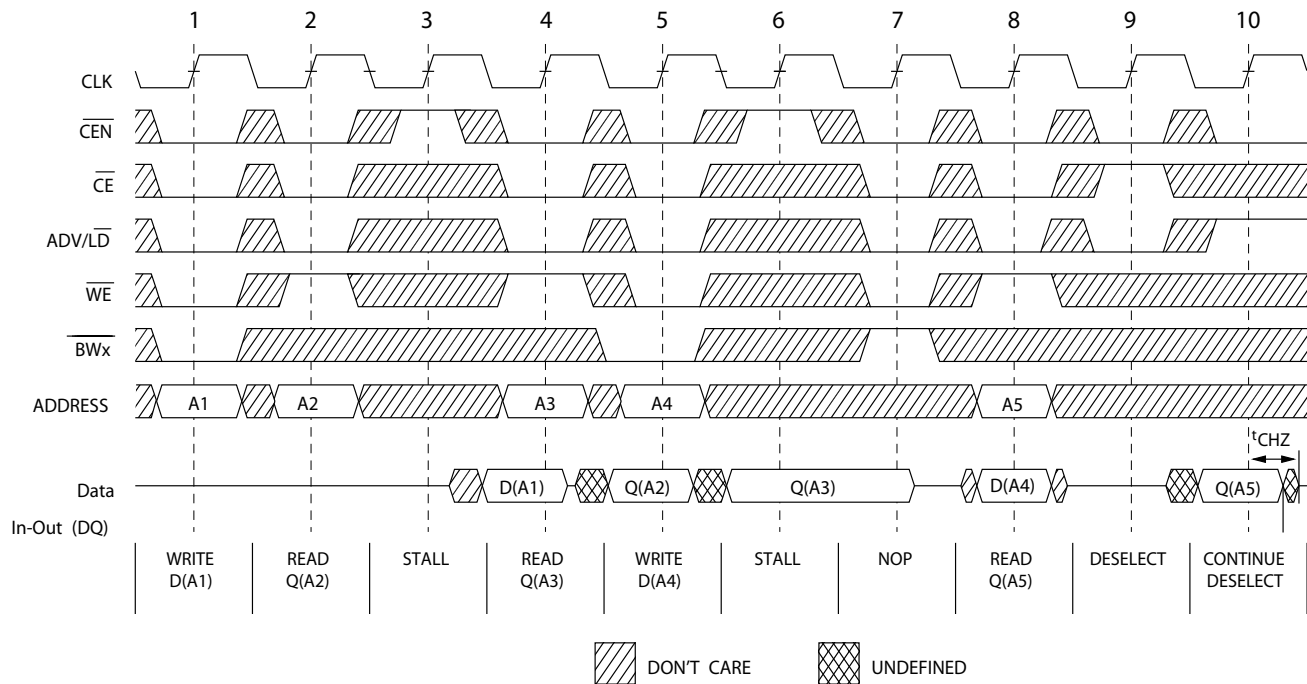 1 2 3 4 5 6 7 8 9 10
CLK
CEN
CE
ADV/LD
WE
BWx
ADDRESS A1 A2 A3 A4 A5
tCHZ
Data D(A1) Q(A2) Q(A3) D(A4) Q(A5)
In-Out (DQ)
WRITE READ STALL READ WRITE STALL NOP READ DESELECT CONTINUE
D(A1) Q(A2) Q(A3) D(A4) Q(A5) DESELECT
DON'T CARE UNDEFINED